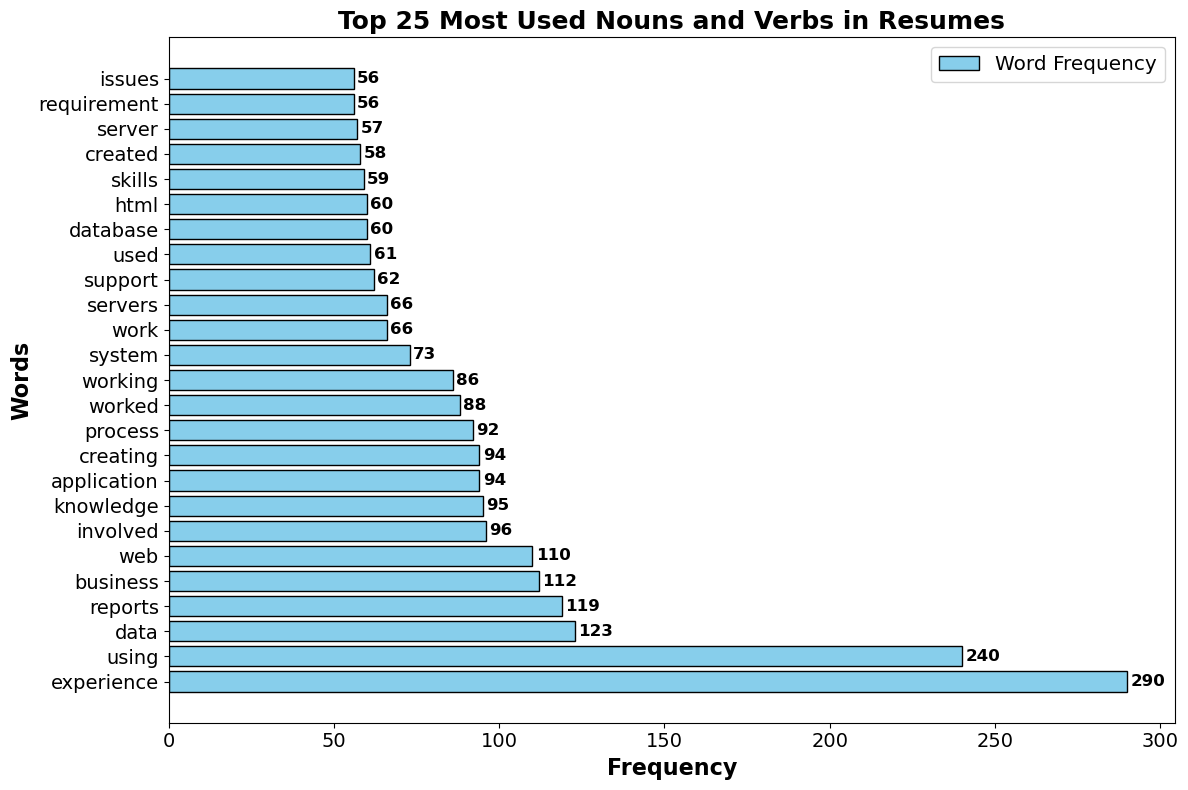 Top 25 Most Used Nouns and Verbs in Resumes
Word Frequency
Words
issues 56
requirement 56
server 57
created 58
skills 59
html 60
database 60
used 61
support 62
servers 66
work 66
system 73
working 86
worked 88
process 92
creating 94
application 94
knowledge 95
involved 96
web 110
business 112
reports 119
data 123
using 240
experience 290
0 50 100 150 200 250 300
Frequency